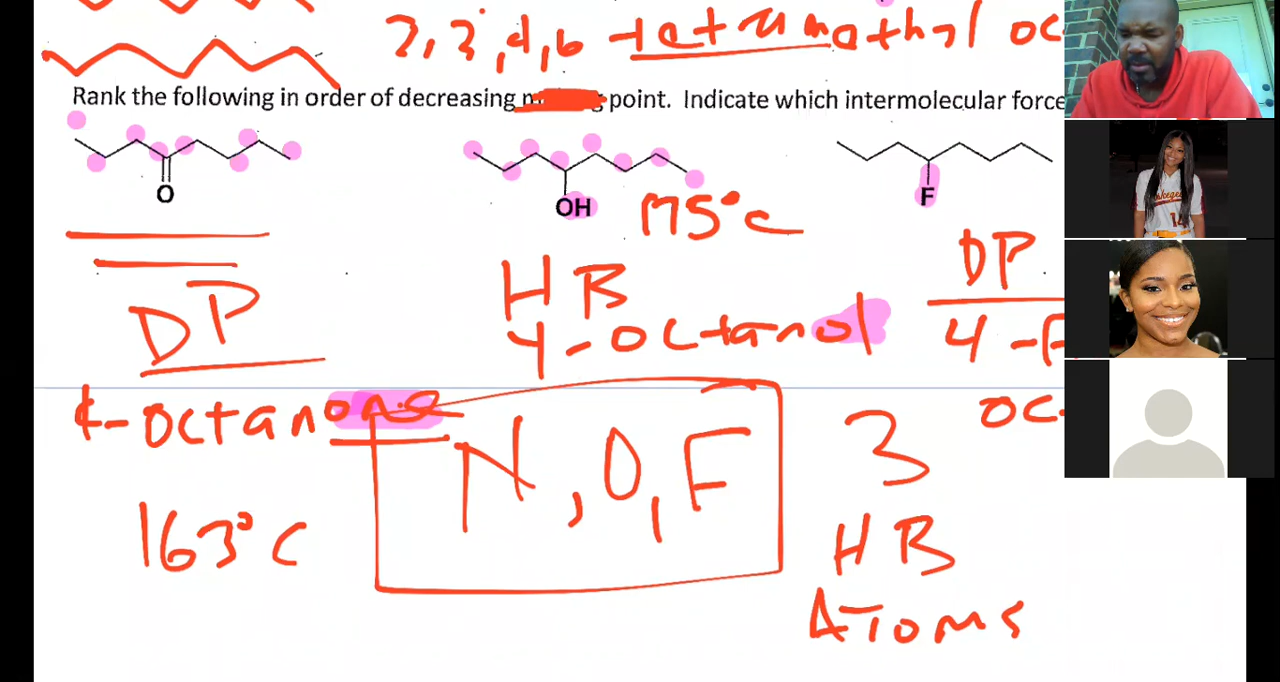 2,3,4,6 tetramethyl oc
Rank the following in order of decreasing point. Indicate which intermolecular force
O
OH
F
175°C
DP
HB
DP
4-octanol
4-F
4-octanone
oc
N,O,F
3
163°C
HB
Atoms